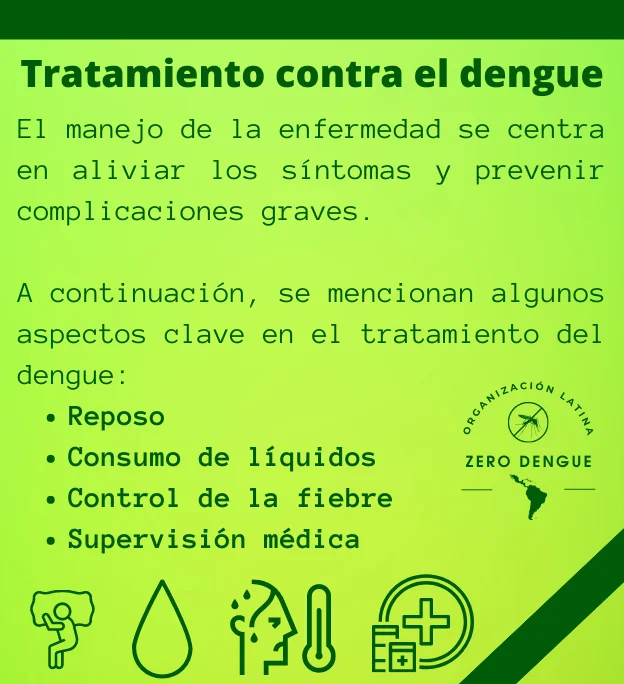 Tratamiento contra el dengue
El manejo de la enfermedad se centra
en aliviar los síntomas y prevenir
complicaciones graves.
A continuación, se mencionan algunos
aspectos clave en el tratamiento del
dengue:
• Reposo
• Consumo de líquidos
• Control de la fiebre
• Supervisión médica
ORGANIZACIÓN LATINA
ZERO DENGUE